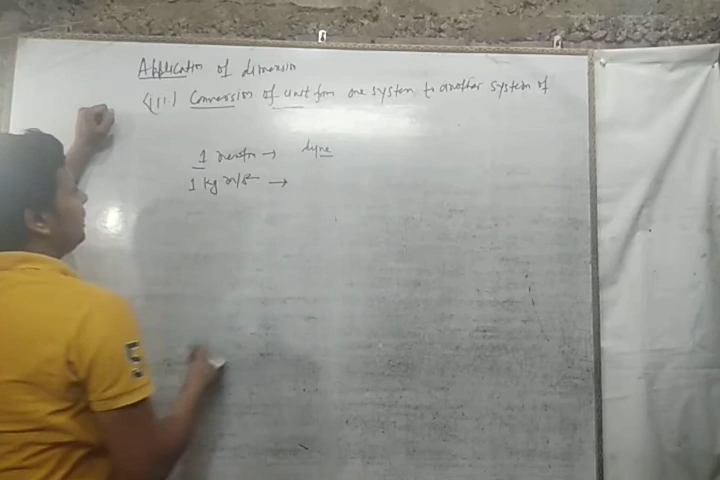 Application of dimension
(iii) Conversion of unit from one system to another system of
1 newton → dyne
1 kg m/s² →